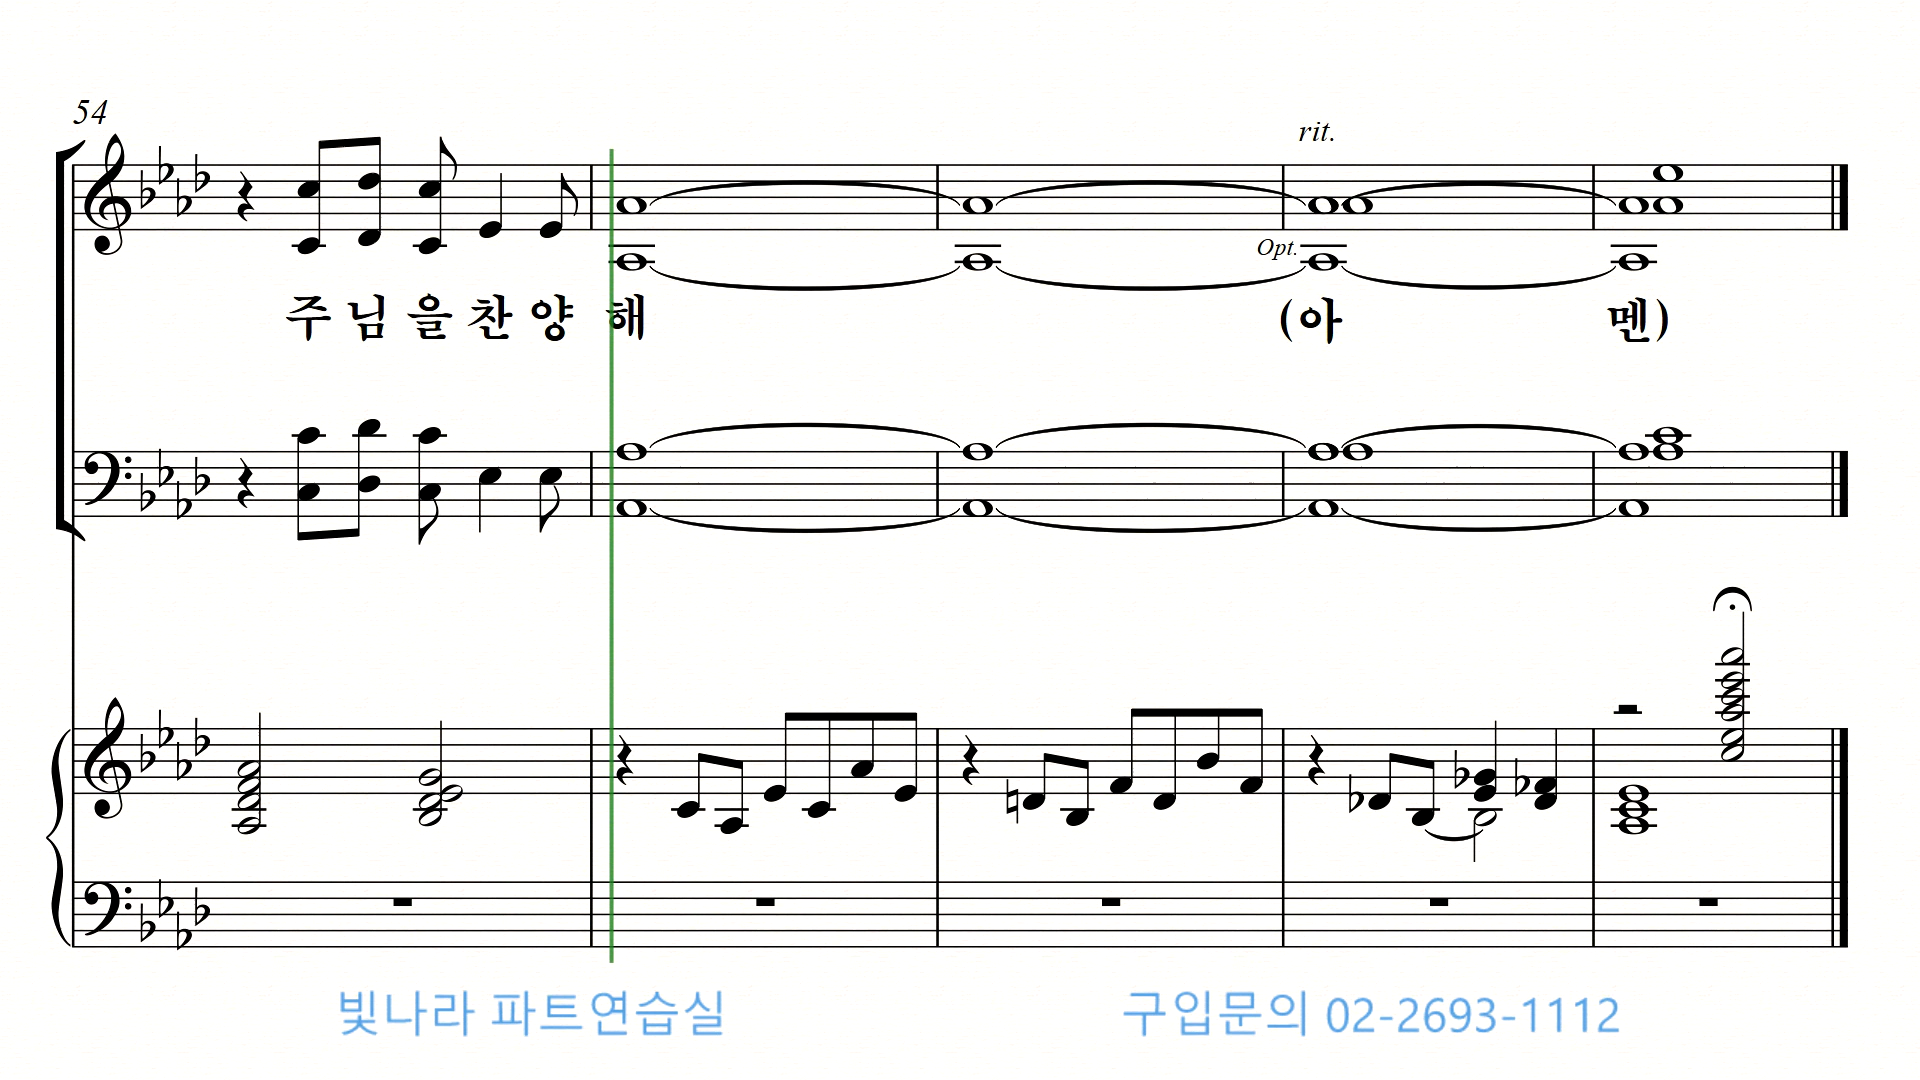 54
rit.
Opt.
주 님 을 찬 양 해 (아 멘)
빛나라 파트연습실 구입문의 02-2693-1112